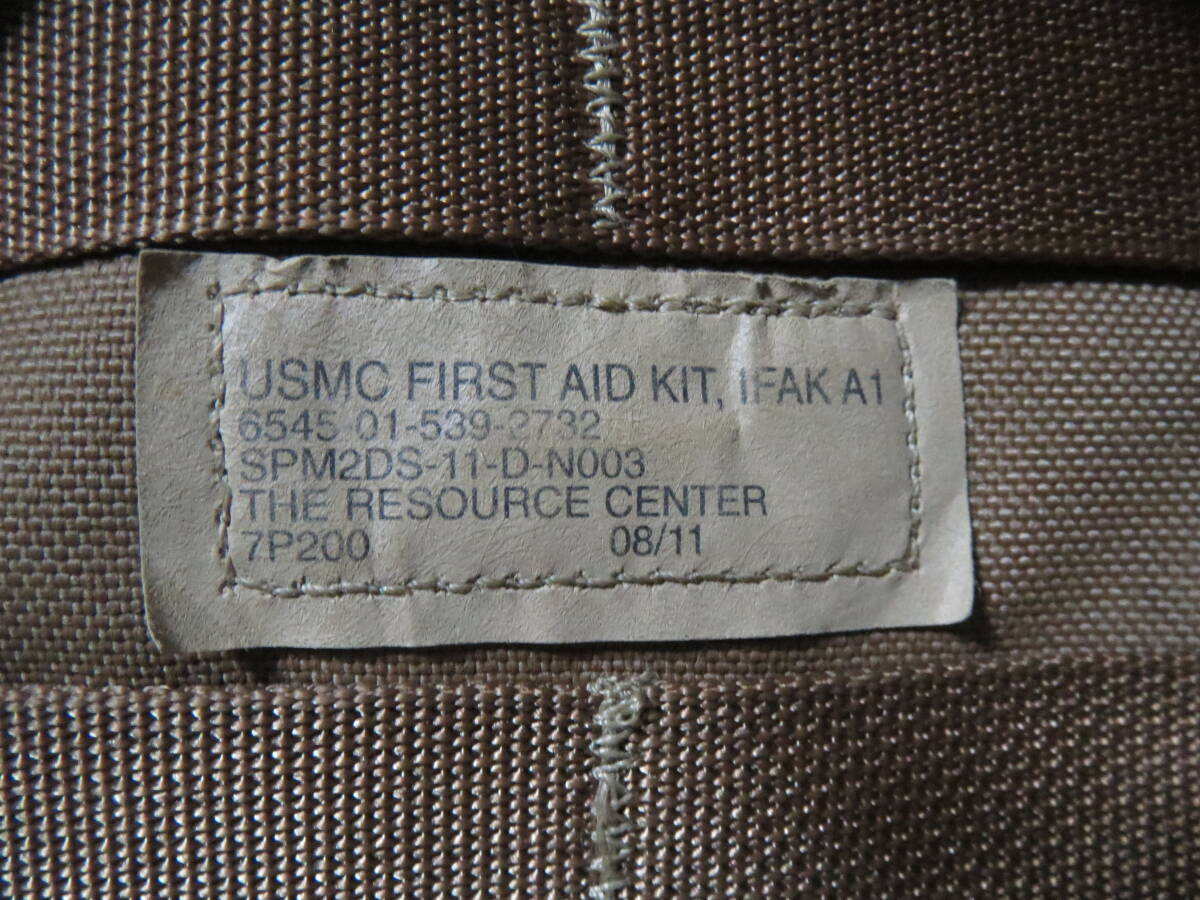 USMC FIRST AID KIT, IFAK A1
6545 01-539-2732
SPM2DS-11-D-N003
THE RESOURCE CENTER
7P200 08/11